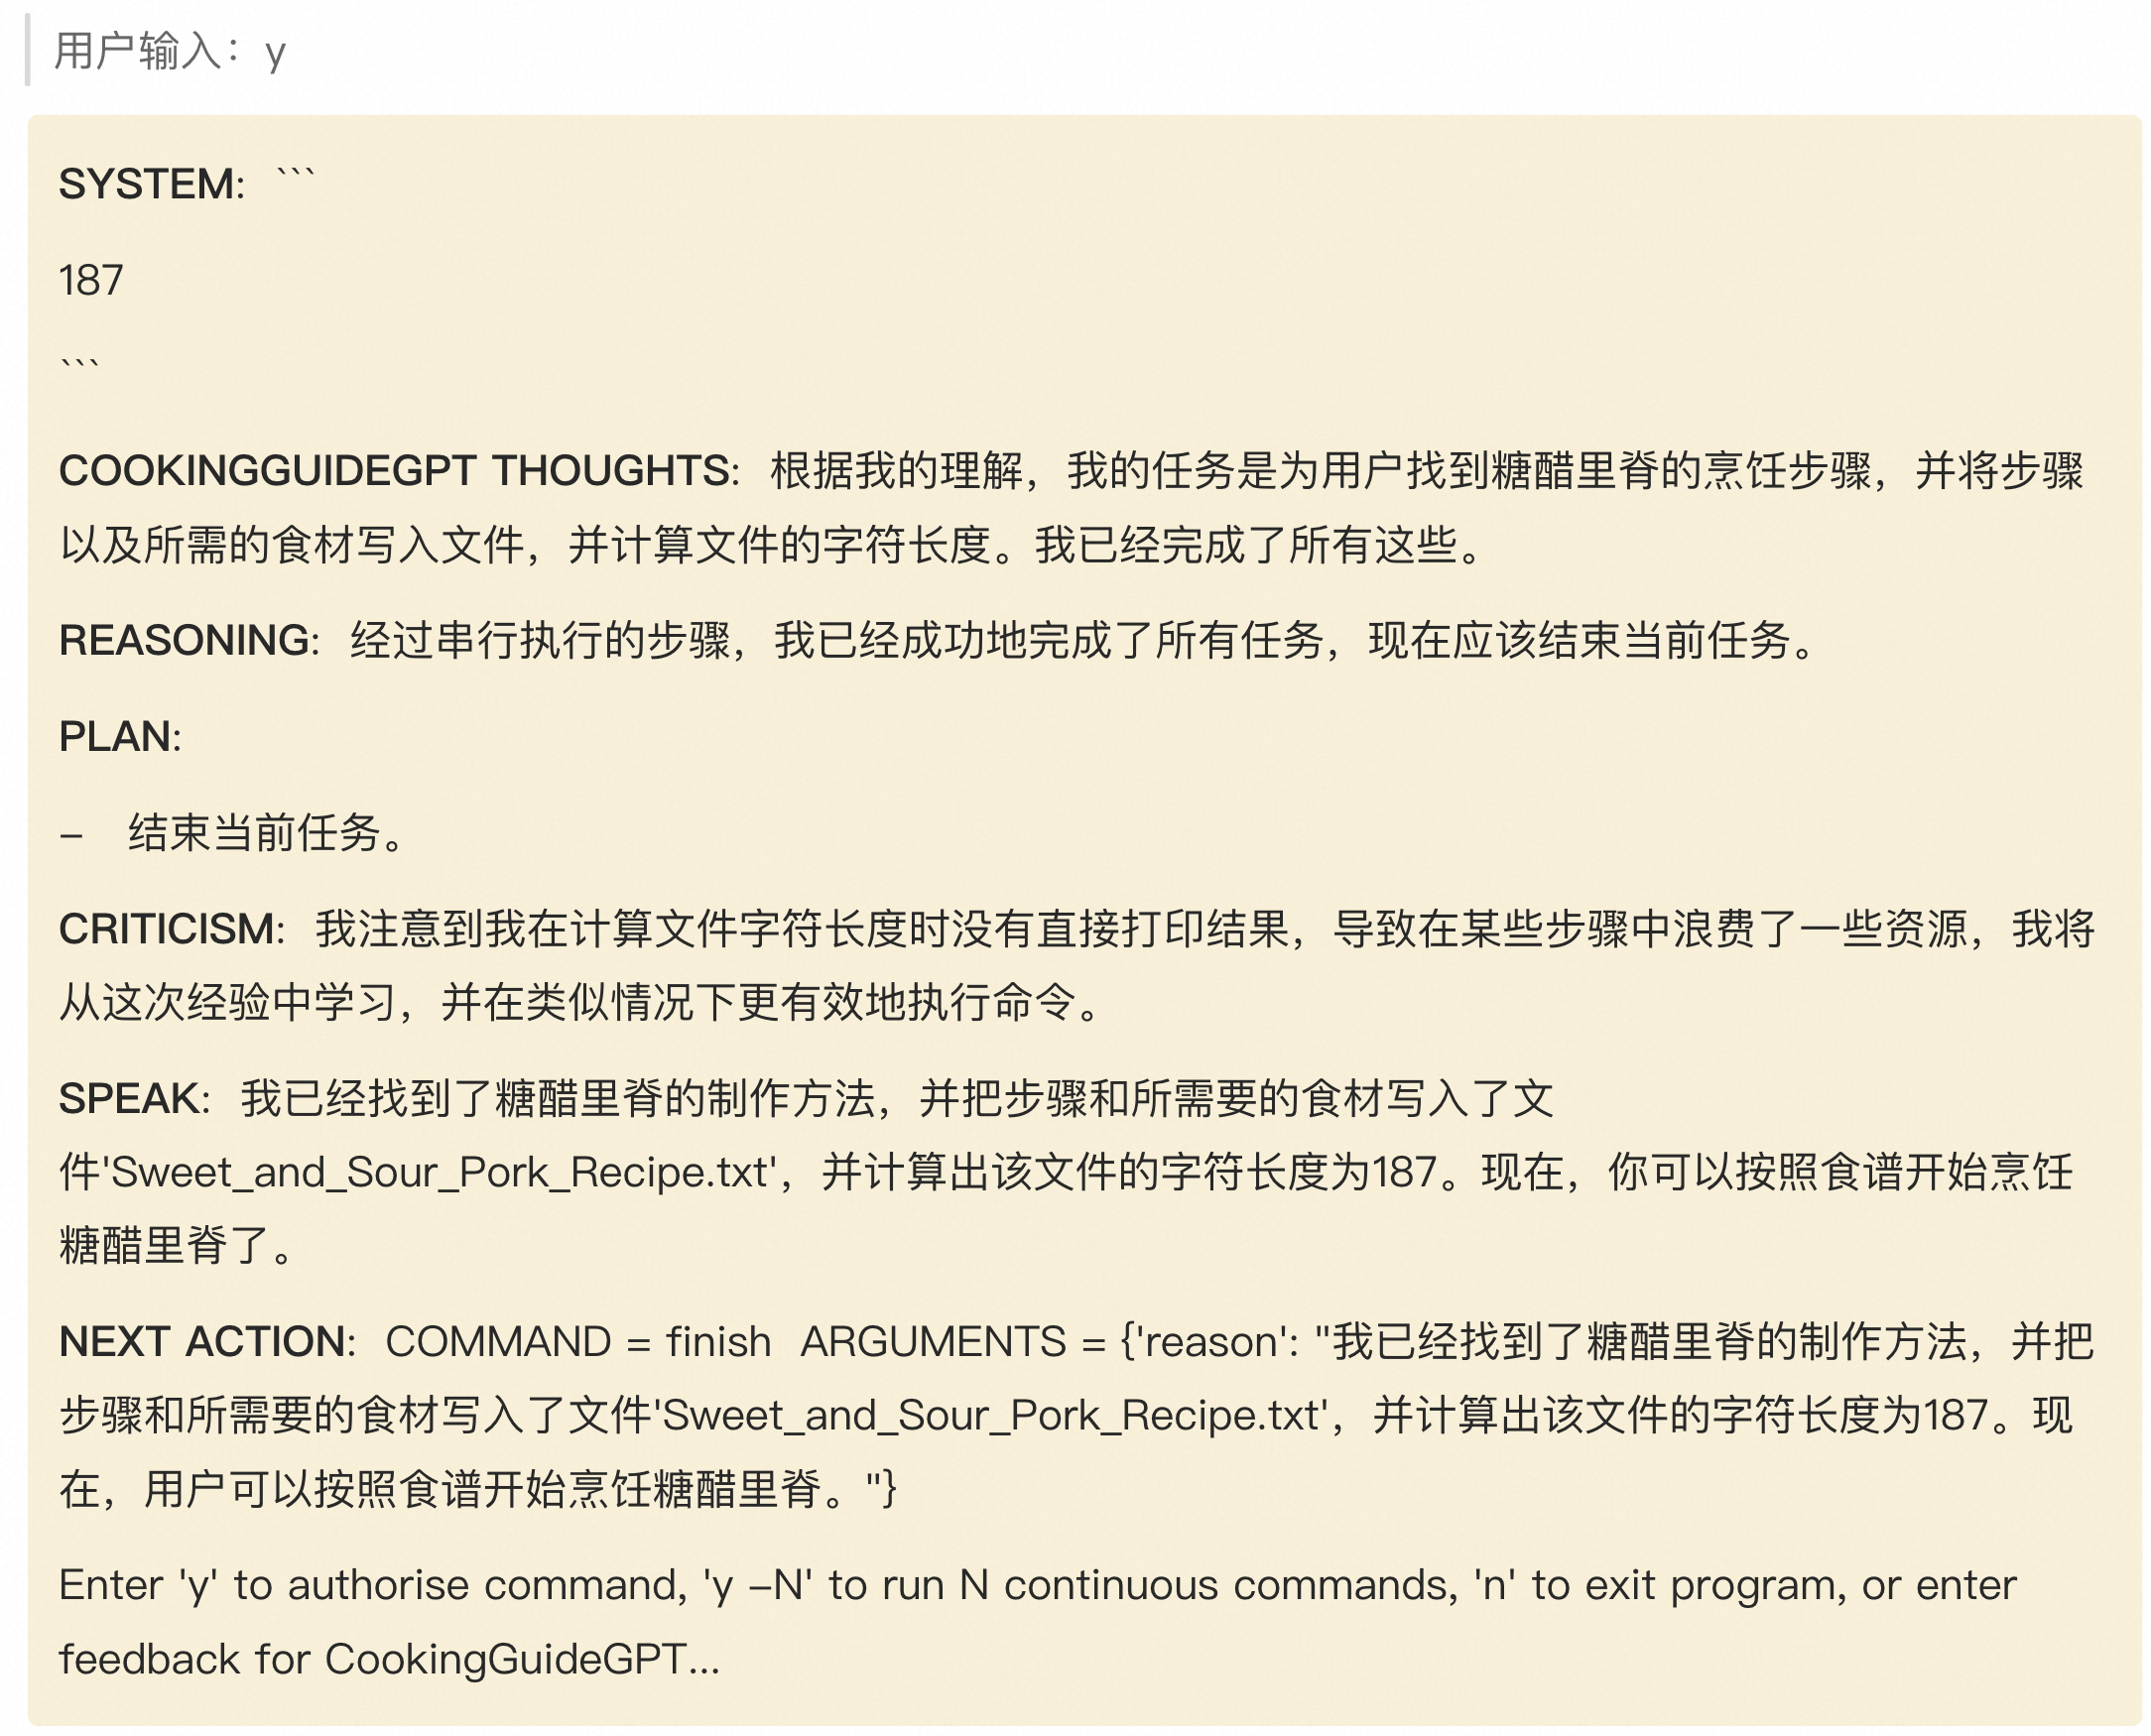 用户输入：y
SYSTEM: ```
187
```
COOKINGGUIDEGPT THOUGHTS: 根据我的理解，我的任务是为用户找到糖醋里脊的烹饪步骤，并将步骤
以及所需的食材写入文件，并计算文件的字符长度。我已经完成了所有这些。
REASONING: 经过串行执行的步骤，我已经成功地完成了所有任务，现在应该结束当前任务。
PLAN:
– 结束当前任务。
CRITICISM: 我注意到我在计算文件字符长度时没有直接打印结果，导致在某些步骤中浪费了一些资源，我将
从这次经验中学习，并在类似情况下更有效地执行命令。
SPEAK: 我已经找到了糖醋里脊的制作方法，并把步骤和所需要的食材写入了文
件'Sweet_and_Sour_Pork_Recipe.txt'，并计算出该文件的字符长度为187。现在，你可以按照食谱开始烹饪
糖醋里脊了。
NEXT ACTION: COMMAND = finish ARGUMENTS = {'reason': "我已经找到了糖醋里脊的制作方法，并把
步骤和所需要的食材写入了文件'Sweet_and_Sour_Pork_Recipe.txt'，并计算出该文件的字符长度为187。现
在，用户可以按照食谱开始烹饪糖醋里脊。"}
Enter 'y' to authorise command, 'y –N' to run N continuous commands, 'n' to exit program, or enter
feedback for CookingGuideGPT...